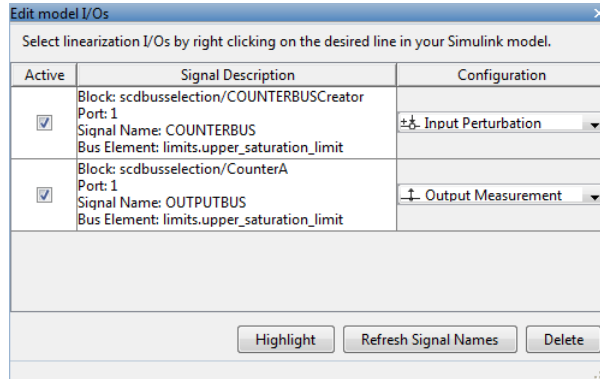 Edit model I/Os
Select linearization I/Os by right clicking on the desired line in your Simulink model.
Active Signal Description Configuration
Block: scdbusselection/COUNTERBUSCreator
Port: 1
Signal Name: COUNTERBUS
Bus Element: limits.upper_saturation_limit
Input Perturbation
Block: scdbusselection/CounterA
Port: 1
Signal Name: OUTPUTBUS
Bus Element: limits.upper_saturation_limit
Output Measurement
Highlight Refresh Signal Names Delete